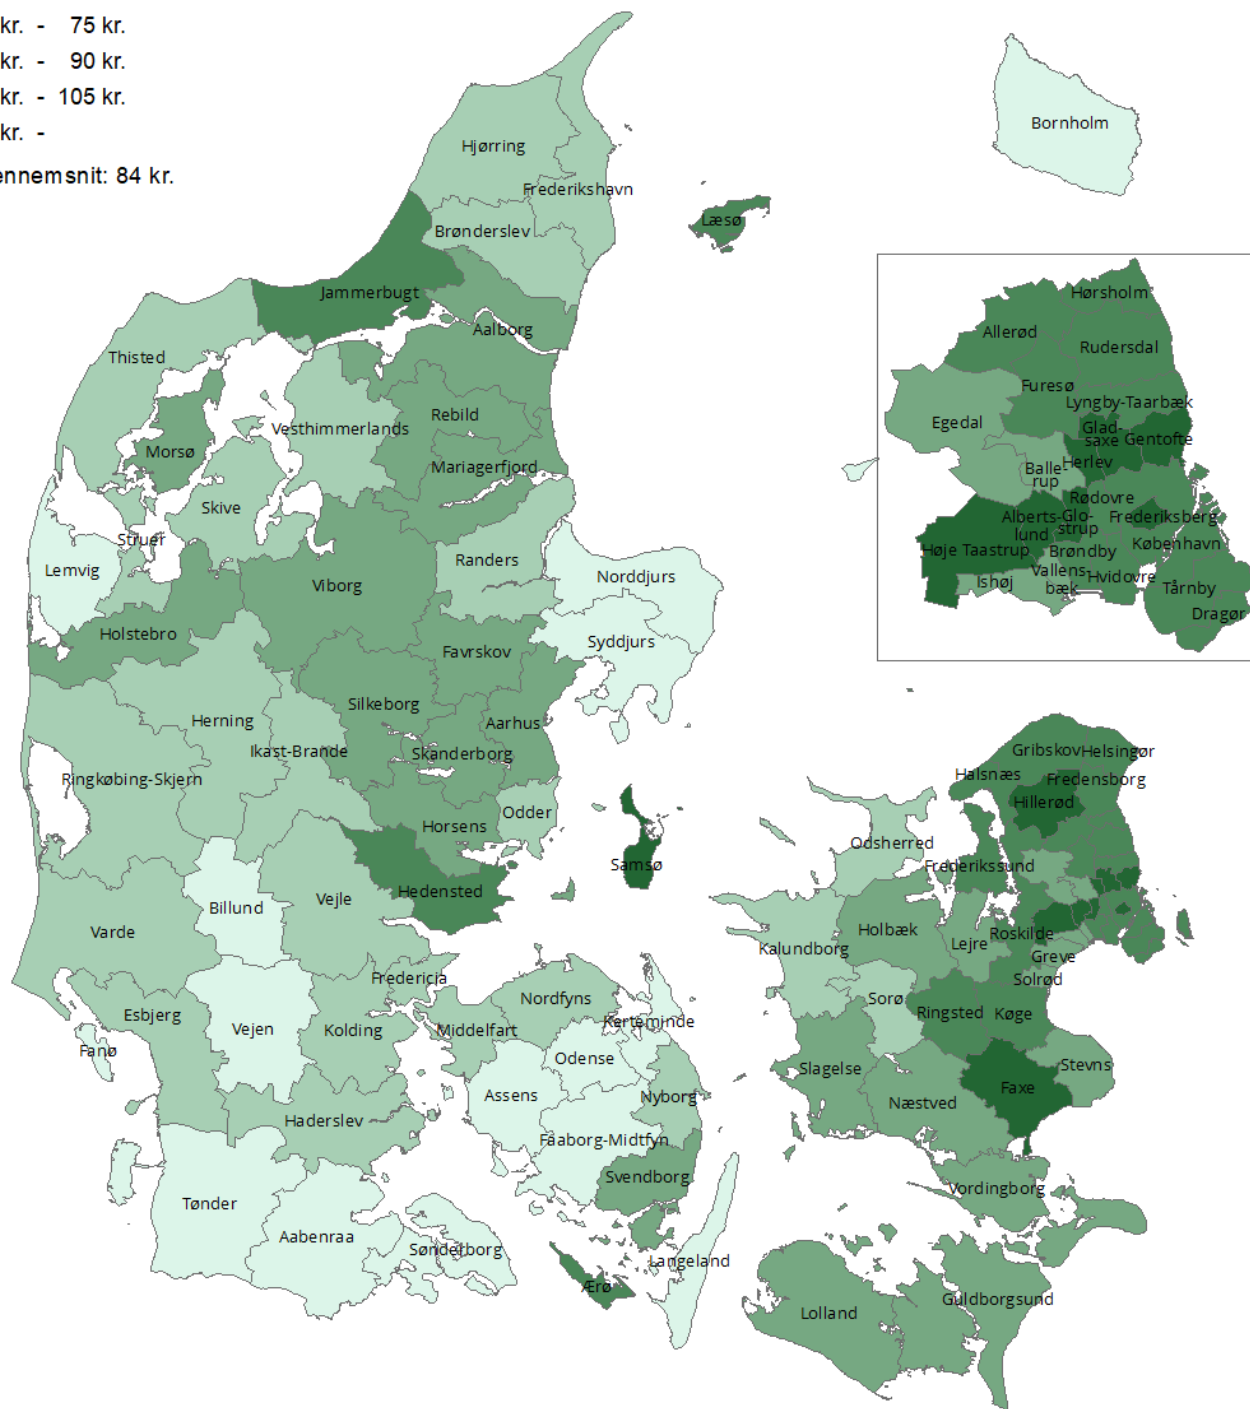 kr. - 75 kr.
kr. - 90 kr.
kr. - 105 kr.
kr. -
ennemsnit: 84 kr.
Bornholm
Hjørring
Frederikshavn
Læsø
Brønderslev
Jammerbugt
Hørsholm
Aalborg
Allerød
Rudersdal
Thisted
Furesø
Lyngby-Taarbæk
Rebild
Egedal
Vesthimmerlands
Glad-
saxe
Gentofte
Morsø
Mariagerfjord
Herlev
Balle-
rup
Rødovre
Skive
Alberts-
lund
Glo-
strup
Frederiksberg
Struer
København
Høje Taastrup
Brøndby
Randers
Lemvig
Norddjurs
Viborg
Vallens-
bæk
Hvidovre
Ishøj
Tårnby
Dragør
Holstebro
Syddjurs
Favrskov
Silkeborg
Herning
Aarhus
Ikast-Brande
Skanderborg
Gribskov
Helsingør
Halsnæs
Fredensborg
Ringkøbing-Skjern
Hillerød
Odder
Horsens
Odsherred
Samsø
Frederikssund
Hedensted
Vejle
Billund
Varde
Holbæk
Roskilde
Lejre
Kalundborg
Greve
Fredericia
Solrød
Nordfyns
Sorø
Ringsted
Køge
Esbjerg
Vejen
Kolding
Middelfart
Kerteminde
Fanø
Odense
Stevns
Slagelse
Faxe
Assens
Nyborg
Næstved
Haderslev
Faaborg-Midtfyn
Svendborg
Vordingborg
Tønder
Aabenraa
Sønderborg
Langeland
Ærø
Guldborgsund
Lolland